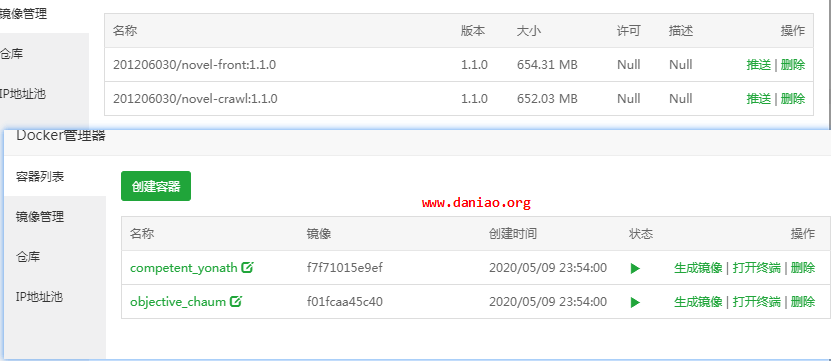 镜像管理
仓库
IP地址池
名称 版本 大小 许可 描述 操作
201206030/novel-front:1.1.0 1.1.0 654.31 MB Null Null 推送 | 删除
201206030/novel-crawl:1.1.0 1.1.0 652.03 MB Null Null 推送 | 删除
Docker管理器
容器列表
镜像管理
仓库
IP地址池
创建容器
www.daniao.org
名称 镜像 创建时间 状态 操作
competent_yonath f7f71015e9ef 2020/05/09 23:54:00 生成镜像 | 打开终端 | 删除
objective_chaum f01fcaa45c40 2020/05/09 23:54:00 生成镜像 | 打开终端 | 删除